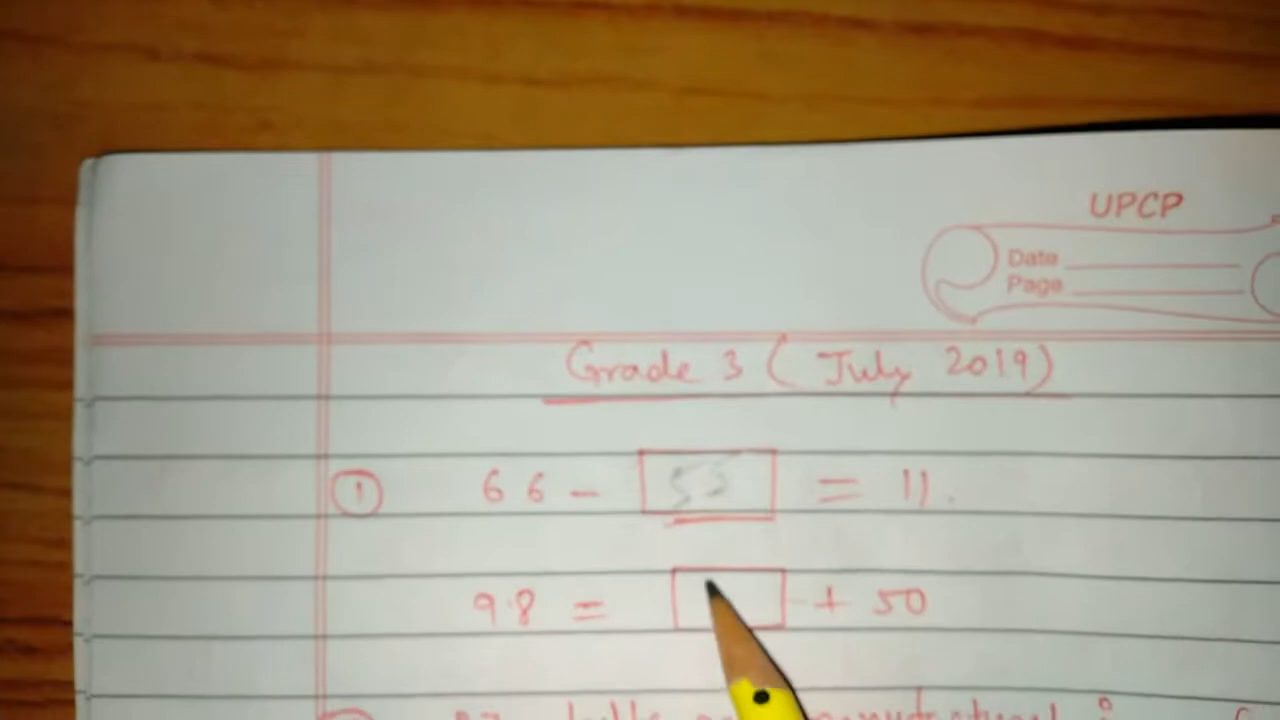 UPCP
Date
Page
Grade 3 (July 2019)
① 66 - 55 = 11.
98 = + 50